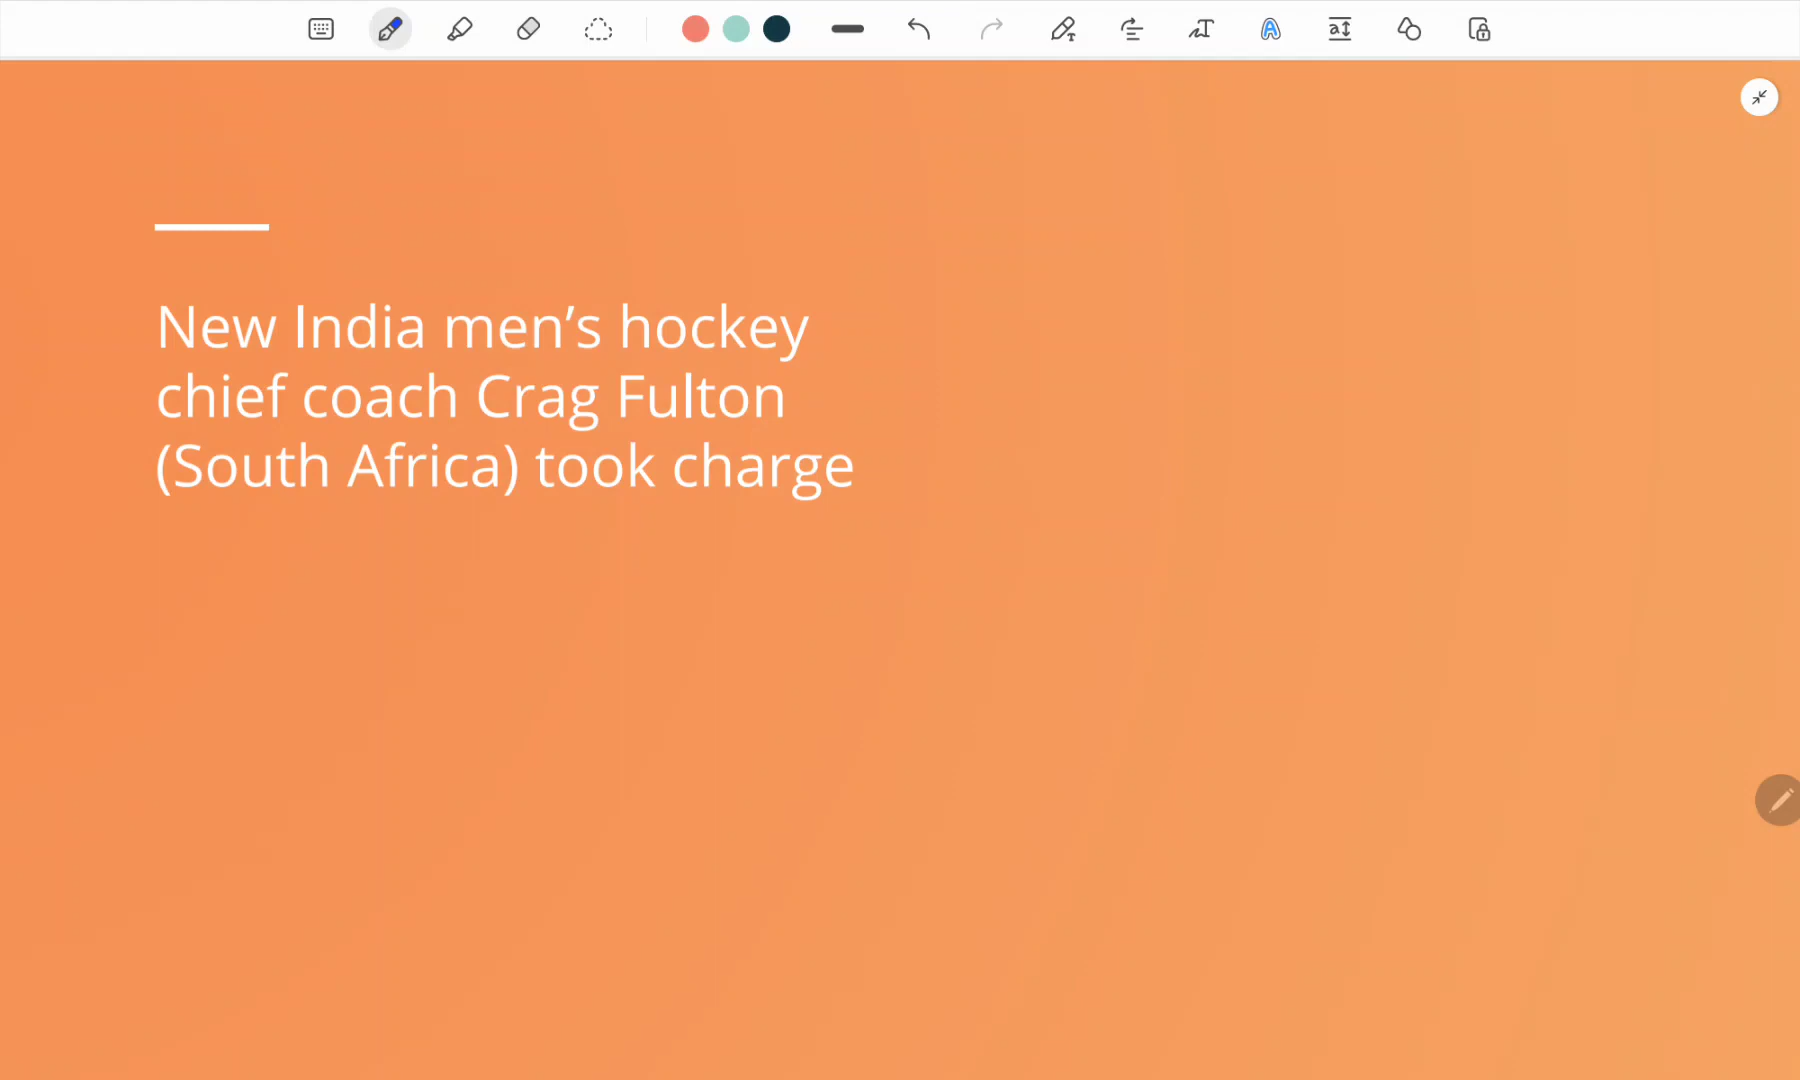 New India men’s hockey
chief coach Crag Fulton
(South Africa) took charge